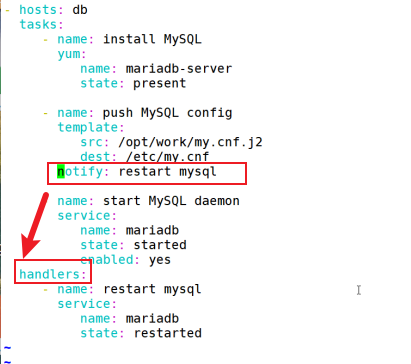 - hosts: db
  tasks:
     - name: install MySQL
       yum:
          name: mariadb-server
          state: present

     - name: push MySQL config
       template:
          src: /opt/work/my.cnf.j2
          dest: /etc/my.cnf
       notify: restart mysql

       name: start MySQL daemon
       service:
          name: mariadb
          state: started
          enabled: yes
  handlers:
     - name: restart mysql
       service:
          name: mariadb
          state: restarted
~
~